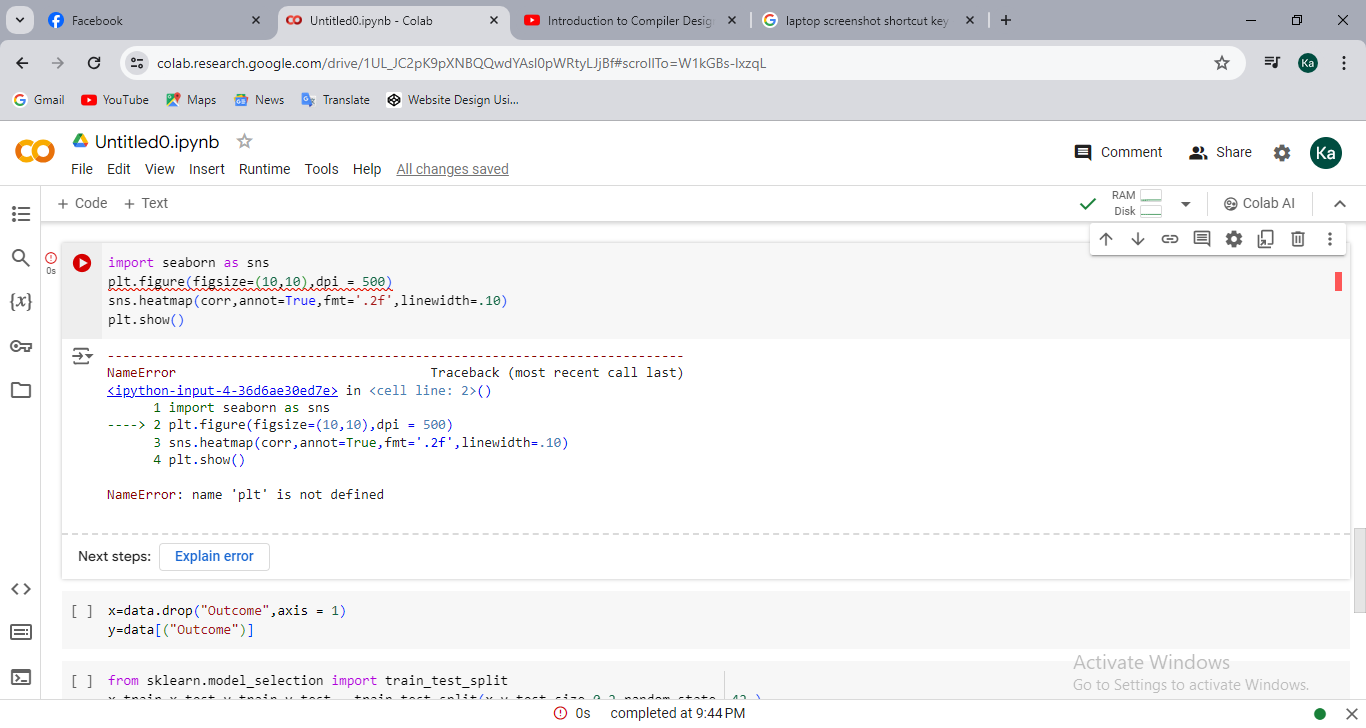 Facebook
Untitled0.ipynb - Colab
Introduction to Compiler Desig
laptop screenshot shortcut key
colab.research.google.com/drive/1UL_JC2pK9pXNBQQwdYAsI0pWRtyLJjBf#scrollTo=W1kGBs-IxzqL
Ka
Gmail
YouTube
Maps
News
Translate
Website Design Usi...
Untitled0.ipynb
File Edit View Insert Runtime Tools Help All changes saved
Comment
Share
Ka
+ Code + Text
RAM
Disk
Colab AI
0s
import seaborn as sns
plt.figure(figsize=(10,10),dpi = 500)
sns.heatmap(corr,annot=True,fmt='.2f',linewidth=.10)
plt.show()
---------------------------------------------------------------------------
NameError Traceback (most recent call last)
<ipython-input-4-36d6ae30ed7e> in <cell line: 2>()
1 import seaborn as sns
----> 2 plt.figure(figsize=(10,10),dpi = 500)
3 sns.heatmap(corr,annot=True,fmt='.2f',linewidth=.10)
4 plt.show()
NameError: name 'plt' is not defined
Next steps: Explain error
[ ] x=data.drop("Outcome",axis = 1)
y=data[("Outcome")]
[ ] from sklearn.model_selection import train_test_split
Activate Windows
Go to Settings to activate Windows.
0s completed at 9:44 PM